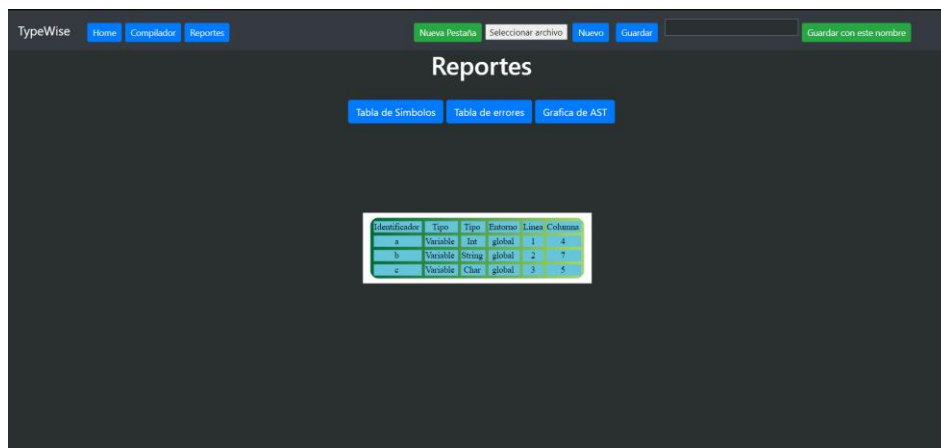 TypeWise Home Compilador Reportes Nueva Pestaña Seleccionar archivo Nuevo Guardar Guardar con este nombre
Reportes
Tabla de Simbolos Tabla de errores Grafica de AST
Identificador Tipo Tipo Entorno Linea Columna
a Variable Int global 1 4
b Variable String global 2 7
c Variable Char global 3 5